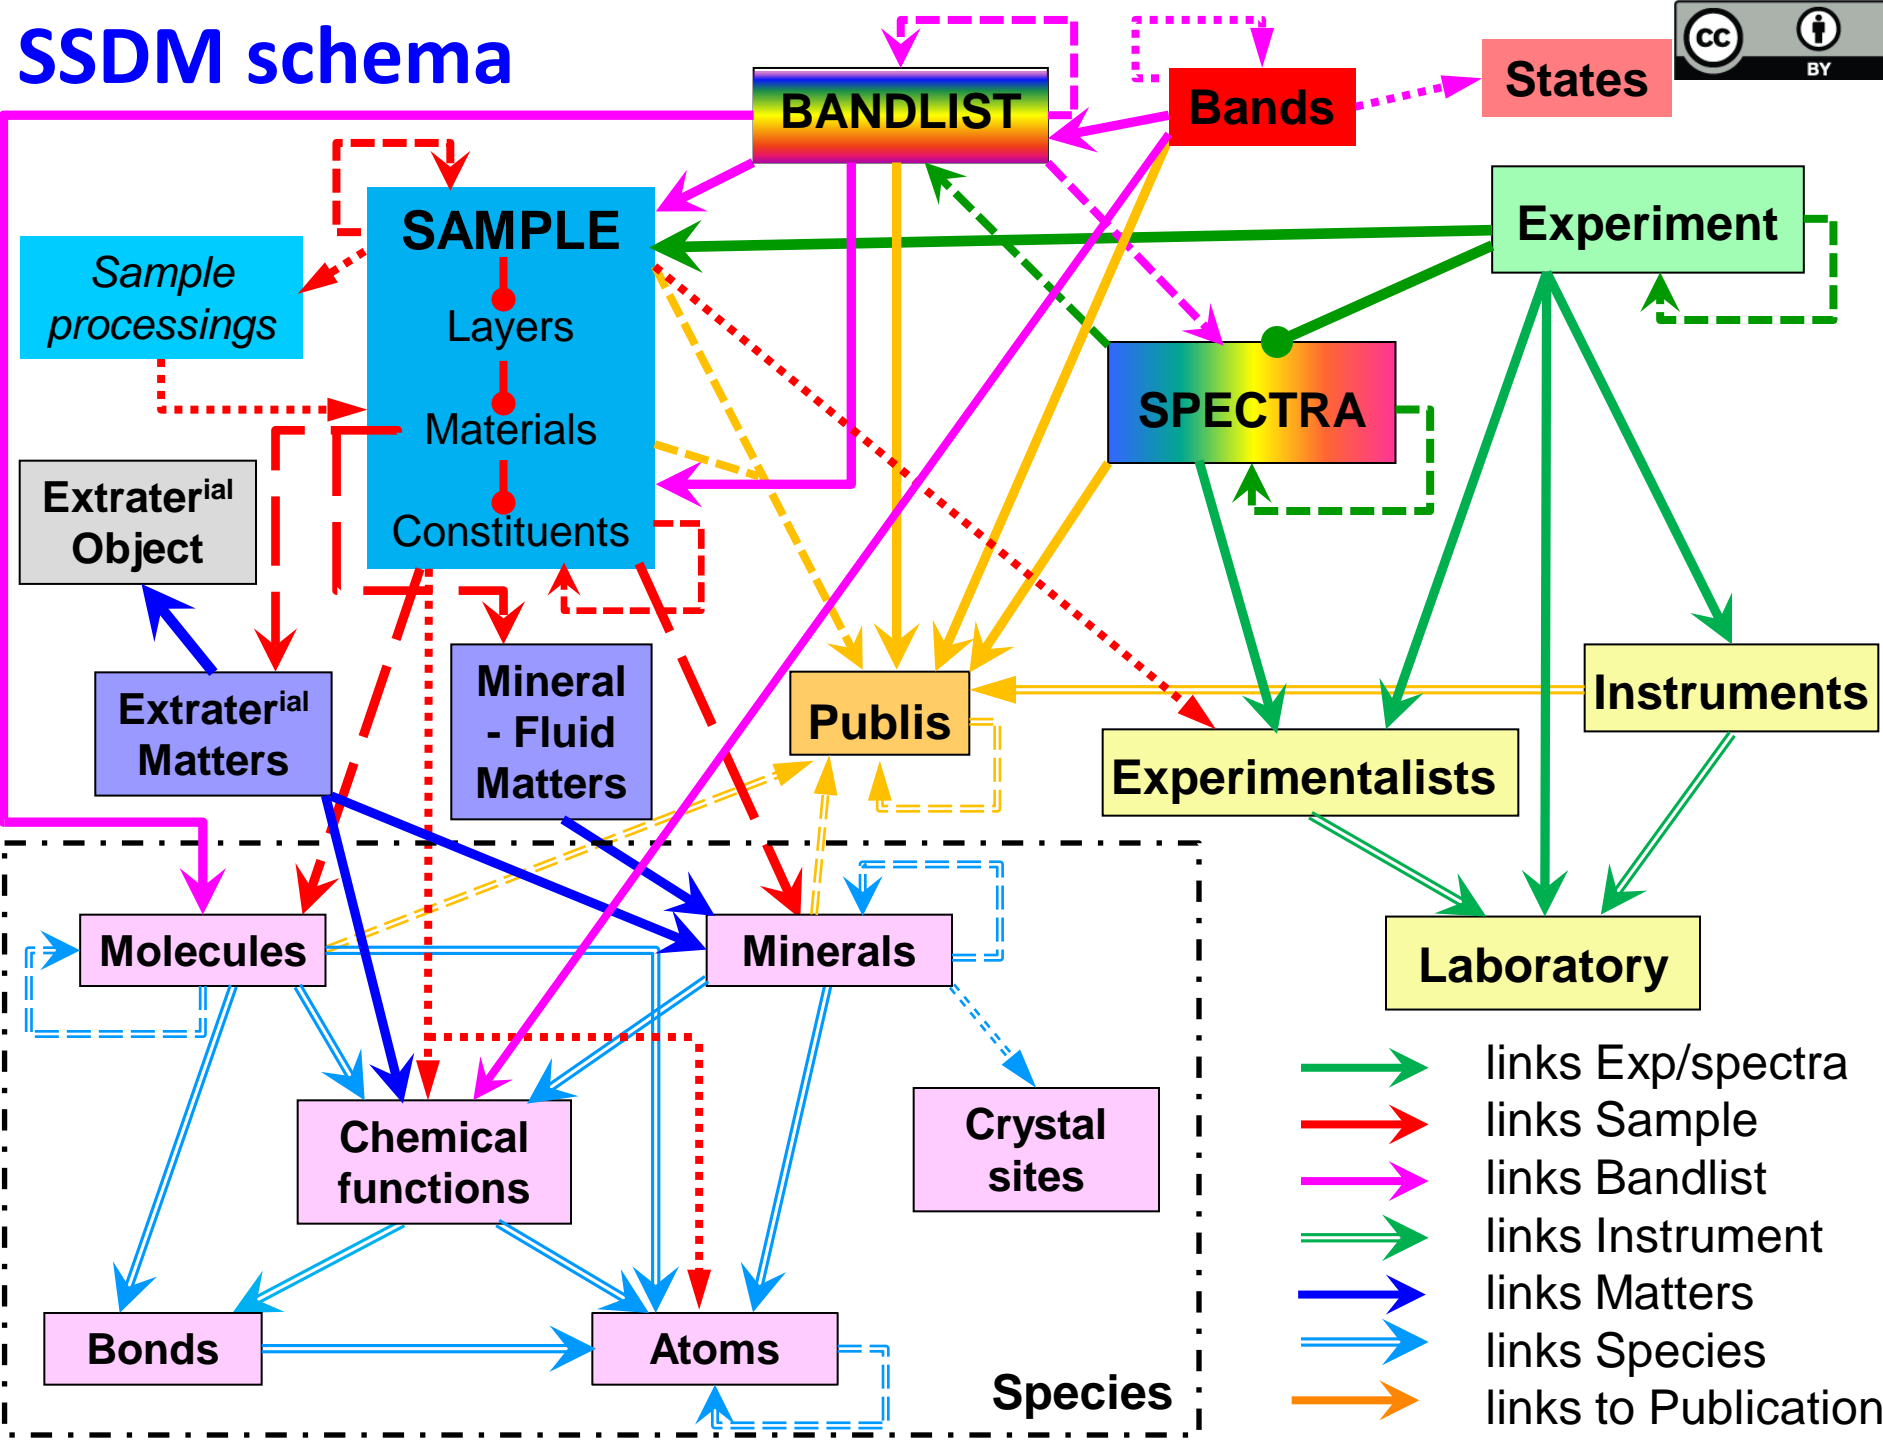 SSDM schema
cc
BY
BANDLIST
Bands
States
SAMPLE
Experiment
Sample
processings
Layers
SPECTRA
Materials
Extraterial
Object
Constituents
Mineral
- Fluid
Matters
Extraterial
Matters
Publis
Instruments
Experimentalists
Molecules
Minerals
Laboratory
Chemical
functions
Crystal
sites
Bonds
Atoms
Species
links Exp/spectra
links Sample
links Bandlist
links Instrument
links Matters
links Species
links to Publication